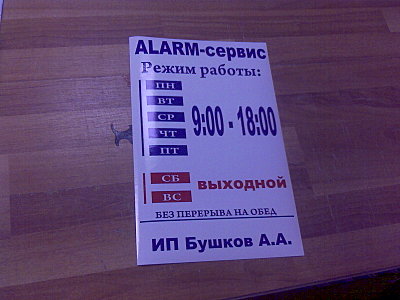 ALARM-сервис
Режим работы:
ПН
ВТ
СР
ЧТ
ПТ
9:00 - 18:00
СБ
ВС
ВЫХОДНОЙ
БЕЗ ПЕРЕРЫВА НА ОБЕД
ИП Бушков А.А.